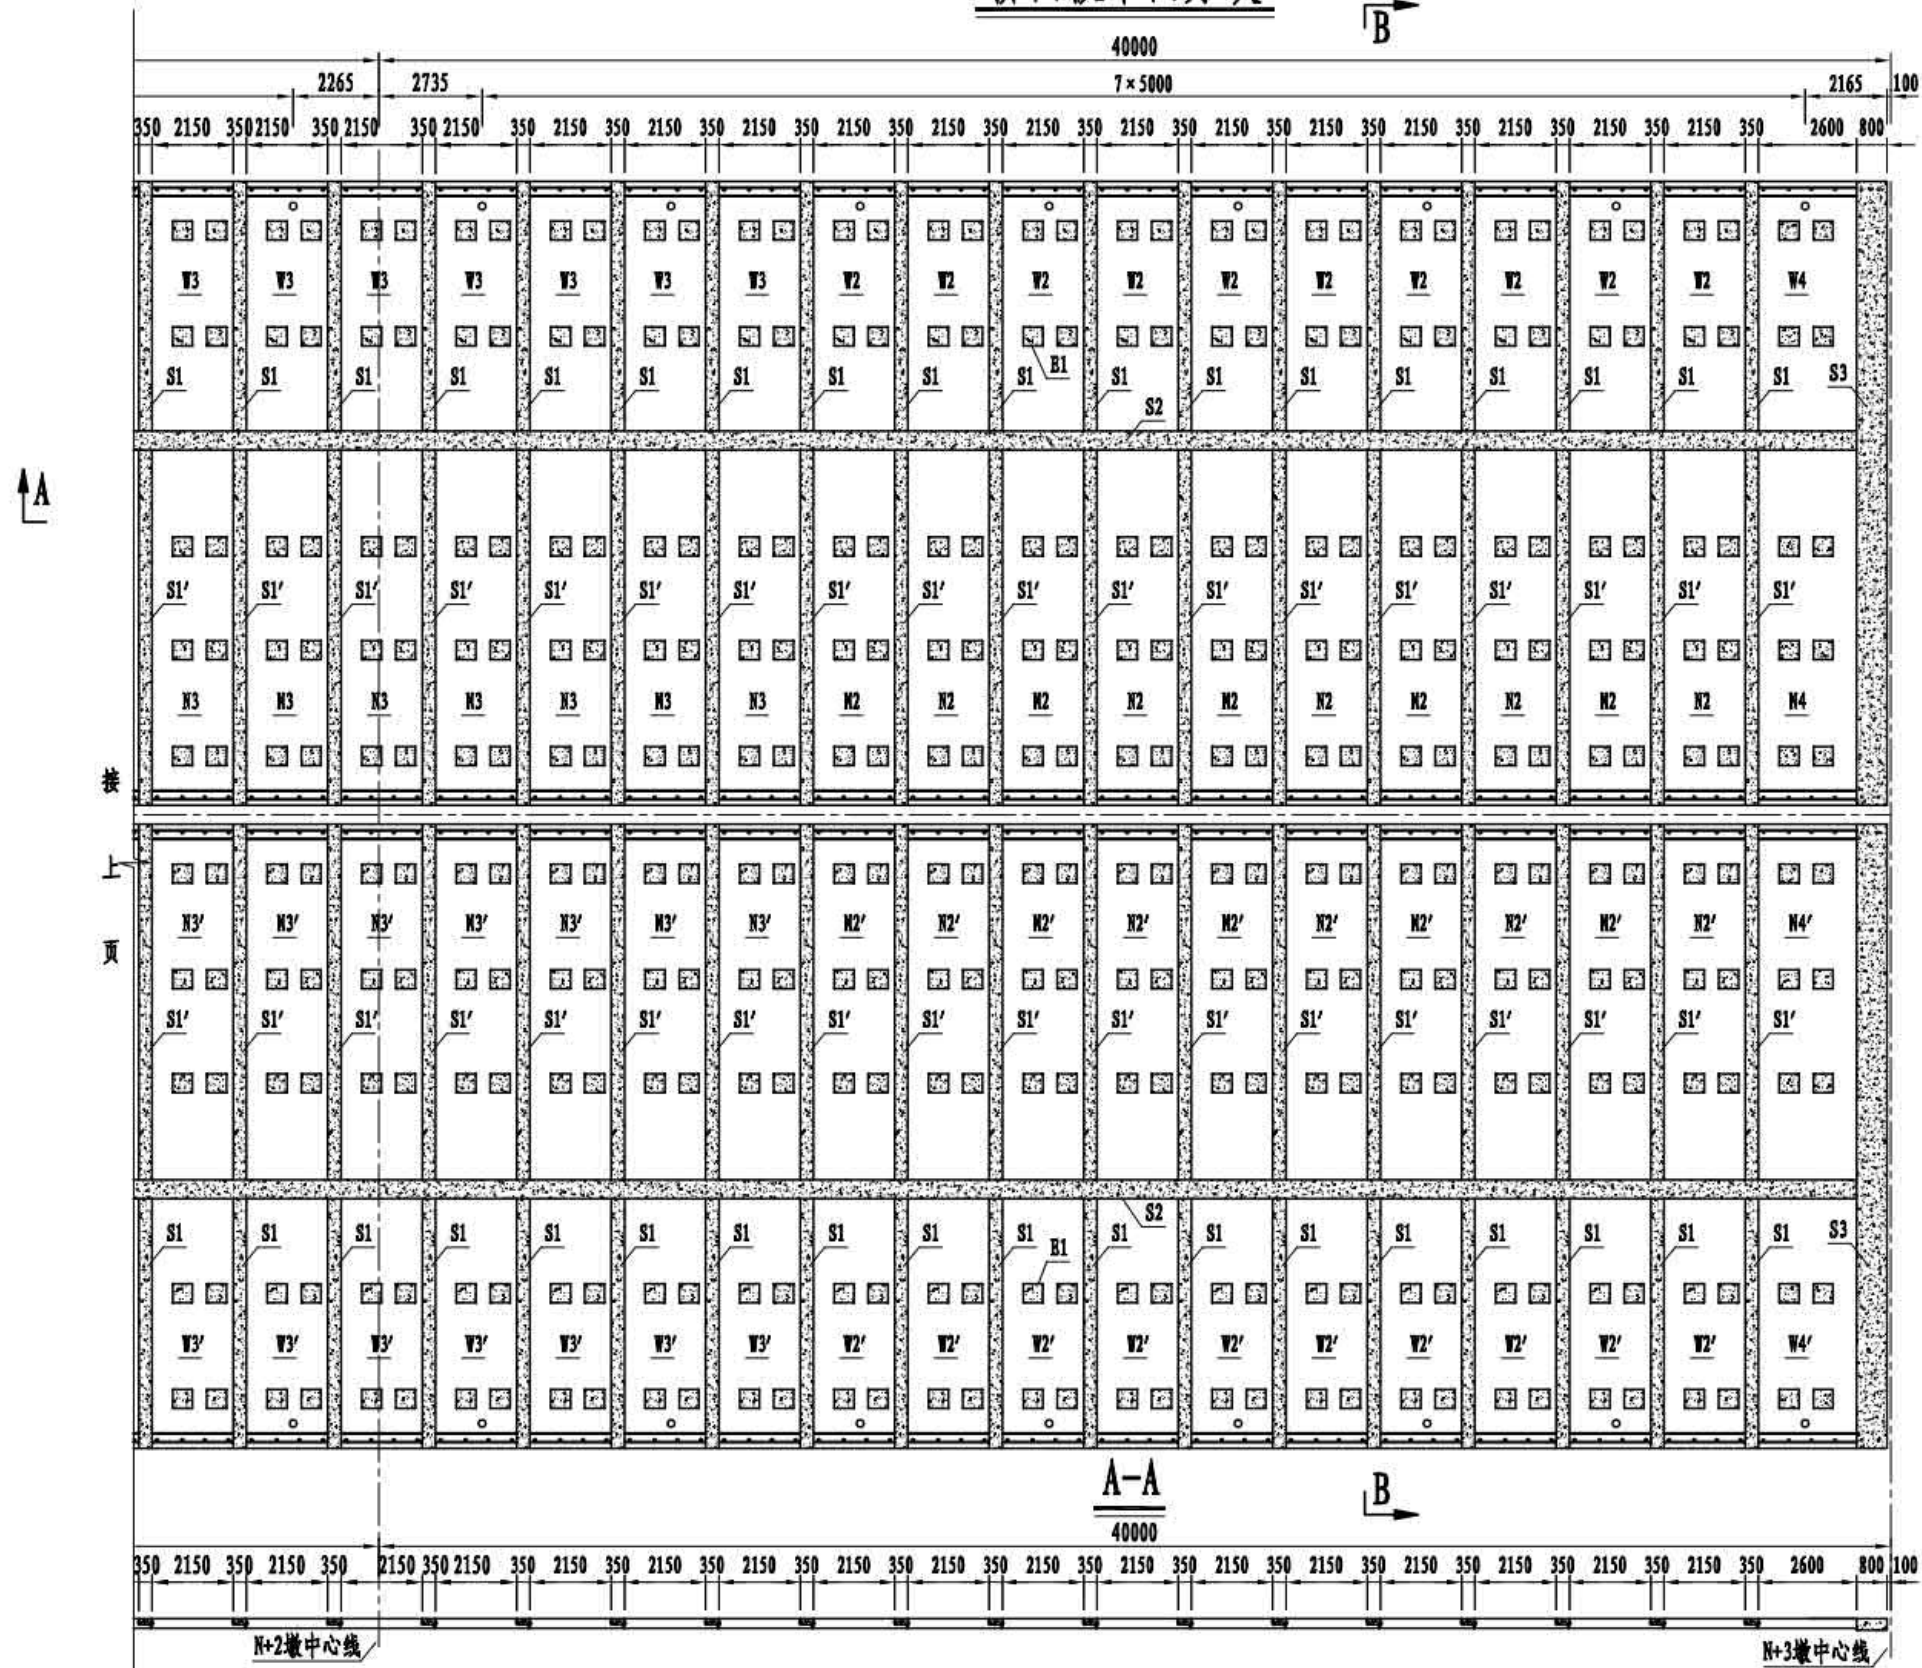 B
40000
2265 2735 7×5000 2165 100
350 2150 350 2150 350 2150 350 2150 350 2150 350 2150 350 2150 350 2150 350 2150 350 2150 350 2150 350 2150 350 2150 350 2150 350 2150 350 2150 350 2150 350 2600 800
W3 W3 W3 W3 W3 W3 W3 W2 W2 W2 W2 W2 W2 W2 W2 W2 W2 W4
S1 S1 S1 S1 S1 S1 S1 S1 S1 S1 B1 S1 S1 S1 S1 S1 S1 S1 S1 S3
S2
A
S1′ S1′ S1′ S1′ S1′ S1′ S1′ S1′ S1′ S1′ S1′ S1′ S1′ S1′ S1′ S1′ S1′ S1′
N3 N3 N3 N3 N3 N3 N3 N2 N2 N2 N2 N2 N2 N2 N2 N2 N2 N4
接
上
页
N3′ N3′ N3′ N3′ N3′ N3′ N3′ N2′ N2′ N2′ N2′ N2′ N2′ N2′ N2′ N2′ N2′ N4′
S1′ S1′ S1′ S1′ S1′ S1′ S1′ S1′ S1′ S1′ S1′ S1′ S1′ S1′ S1′ S1′ S1′ S1′
S2
S1 S1 S1 S1 S1 S1 S1 S1 S1 S1 B1 S1 S1 S1 S1 S1 S1 S1 S1 S3
W3′ W3′ W3′ W3′ W3′ W3′ W3′ W2′ W2′ W2′ W2′ W2′ W2′ W2′ W2′ W2′ W2′ W4′
A-A
B
40000
350 2150 350 2150 350 2150 350 2150 350 2150 350 2150 350 2150 350 2150 350 2150 350 2150 350 2150 350 2150 350 2150 350 2150 350 2150 350 2150 350 2150 350 2600 800 100
N+2墩中心线
N+3墩中心线